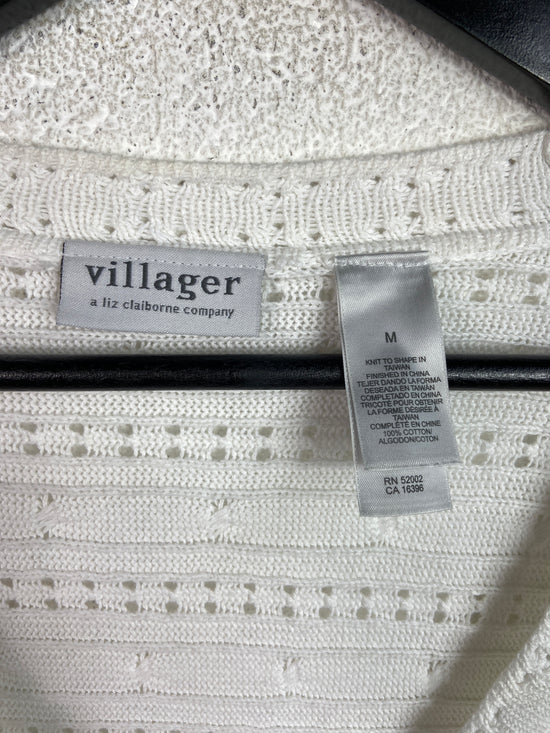 villager
a liz claiborne company
M
KNIT TO SHAPE IN
TAIWAN
FINISHED IN CHINA
TEJER DANDO LA FORMA
DESEADA EN TAIWÁN
COMPLETADO EN CHINA
TRICOTÉ POUR OBTENIR
LA FORME DÉSIRÉE À
TAIWAN
COMPLÉTÉ EN CHINE
100% COTTON/
ALGODON/COTON
RN 52002
CA 16396